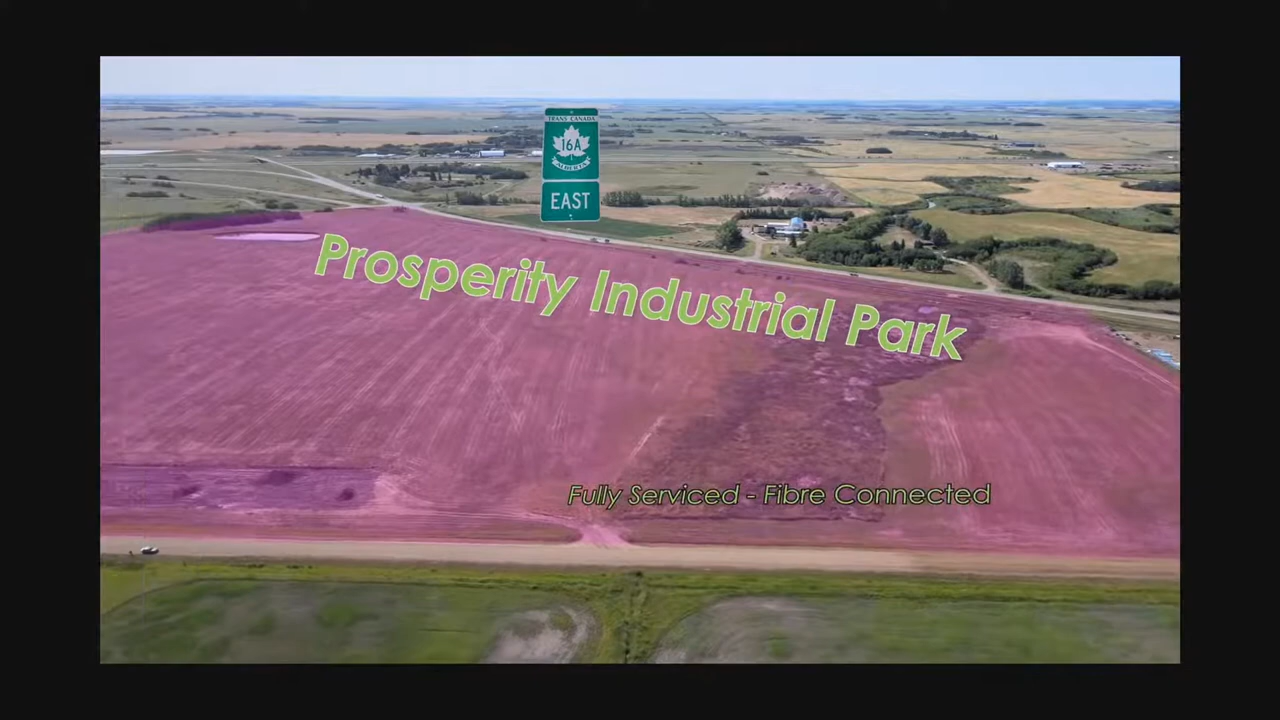 TRANS CANADA
16A
ALBERTA
EAST
Prosperity Industrial Park
Fully Serviced - Fibre Connected